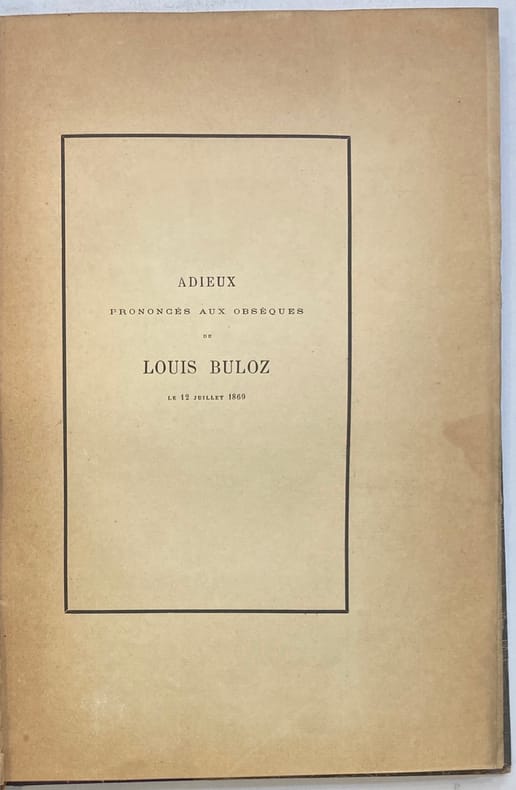 ADIEUX
PRONONCÉS AUX OBSÈQUES
DE
LOUIS BULOZ
LE 12 JUILLET 1869